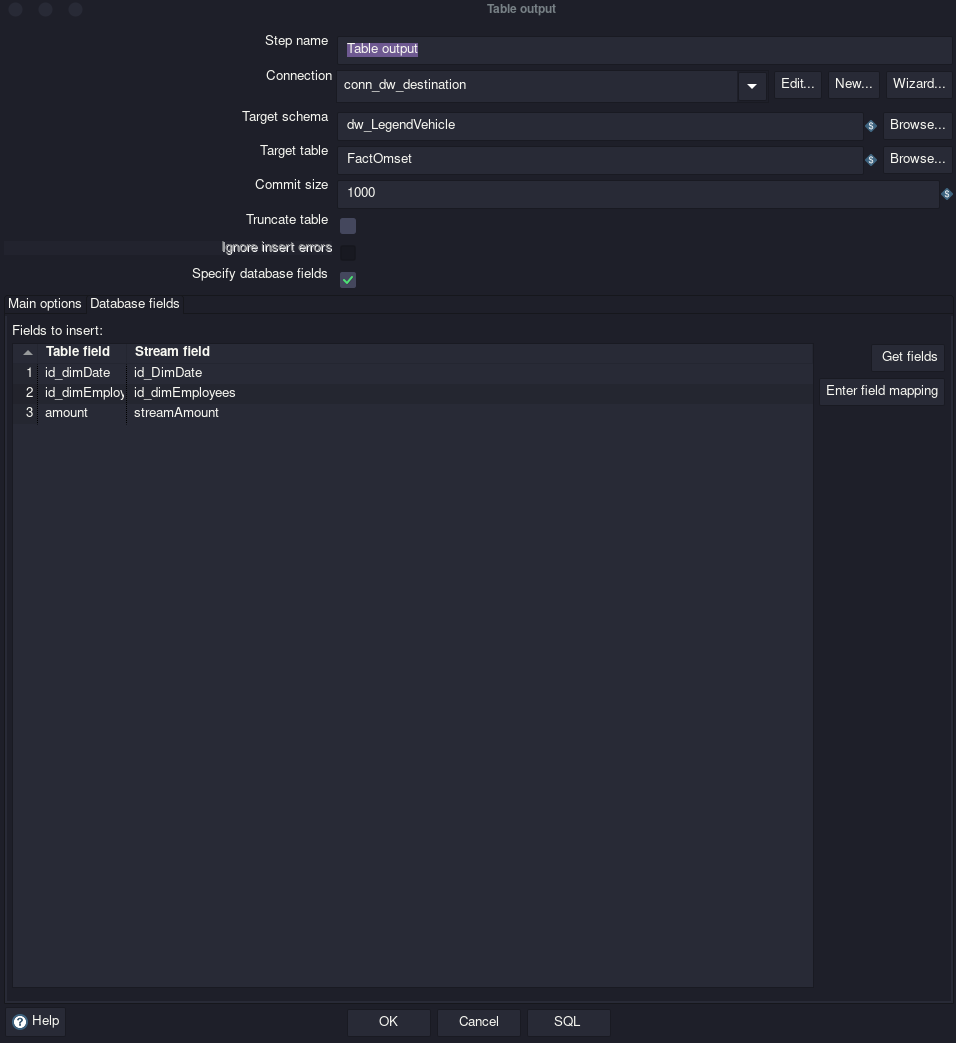 Table output
Step name Table output
Connection conn_dw_destination Edit... New... Wizard...
Target schema dw_LegendVehicle $ Browse...
Target table FactOmset $ Browse...
Commit size 1000 $
Truncate table
Ignore insert errors
Specify database fields
Main options Database fields
Fields to insert:
Table field Stream field Get fields
1 id_dimDate id_DimDate
2 id_dimEmploy id_dimEmployees Enter field mapping
3 amount streamAmount
? Help OK Cancel SQL